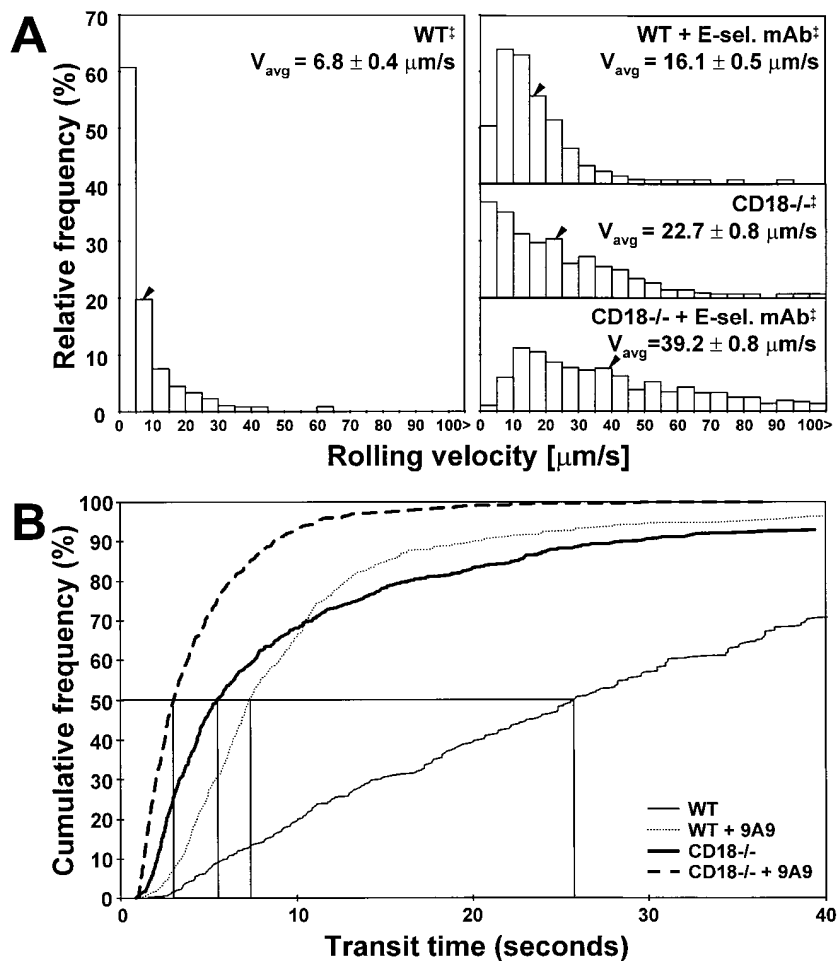 A
WT‡
Vavg = 6.8 ± 0.4 μm/s
WT + E-sel. mAb‡
Vavg = 16.1 ± 0.5 μm/s
CD18-/-‡
Vavg = 22.7 ± 0.8 μm/s
CD18-/- + E-sel. mAb‡
Vavg=39.2 ± 0.8 μm/s
Relative frequency (%)
70
60
50
40
30
20
10
0
0 10 20 30 40 50 60 70 80 90 100>
0 10 20 30 40 50 60 70 80 90 100>
Rolling velocity [μm/s]
B
Cumulative frequency (%)
100
90
80
70
60
50
40
30
20
10
0
WT
WT + 9A9
CD18-/-
CD18-/- + 9A9
0 10 20 30 40
Transit time (seconds)